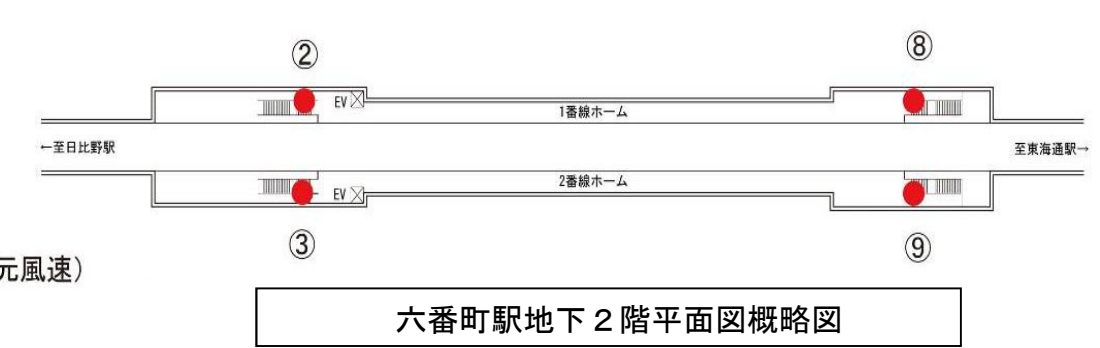 ② ⑧
EV
1番線ホーム
←至日比野駅 至東海通駅→
2番線ホーム
EV
③ ⑨
元風速）
六番町駅地下２階平面図概略図